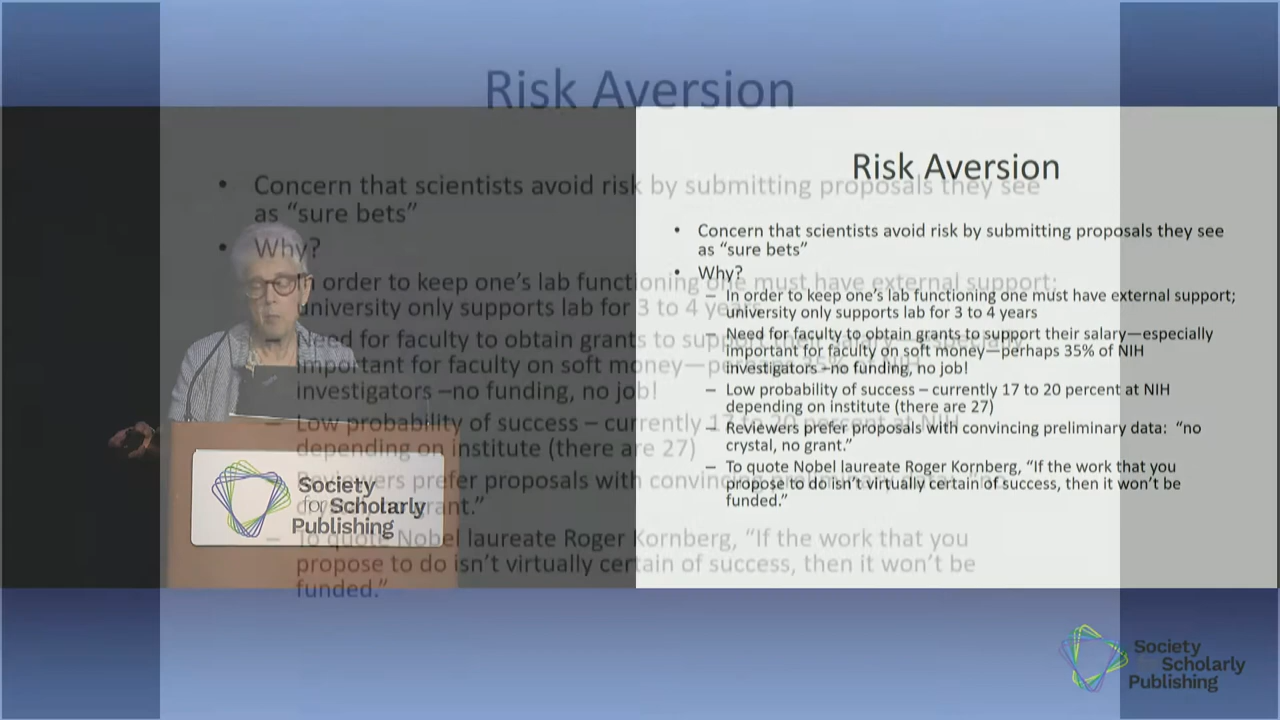 Risk Aversion
• Concern that scientists avoid risk by submitting proposals they see
as “sure bets”
• Why?
In order to keep one’s lab functioning one must have external support;
university only supports lab for 3 to 4 years
Need for faculty to obtain grants to support their salary—especially
important for faculty on soft money—perhaps 35% of NIH
investigators –no funding, no job!
– Low probability of success – currently 17 to 20 percent at NIH
depending on institute (there are 27)
Reviewers prefer proposals with convincing preliminary data: “no
crystal, no grant.”
– To quote Nobel laureate Roger Kornberg, “If the work that you
propose to do isn’t virtually certain of success, then it won’t be
funded.”
Society
for Scholarly
Publishing
Risk Aversion
• Concern that scientists avoid risk by submitting proposals they see
as “sure bets”
• Why?
– In order to keep one’s lab functioning one must have external support;
university only supports lab for 3 to 4 years
– Need for faculty to obtain grants to support their salary—especially
important for faculty on soft money—perhaps 35% of NIH
investigators –no funding, no job!
– Low probability of success – currently 17 to 20 percent at NIH
depending on institute (there are 27)
– Reviewers prefer proposals with convincing preliminary data: “no
crystal, no grant.”
– To quote Nobel laureate Roger Kornberg, “If the work that you
propose to do isn’t virtually certain of success, then it won’t be
funded.”
Society
for Scholarly
Publishing